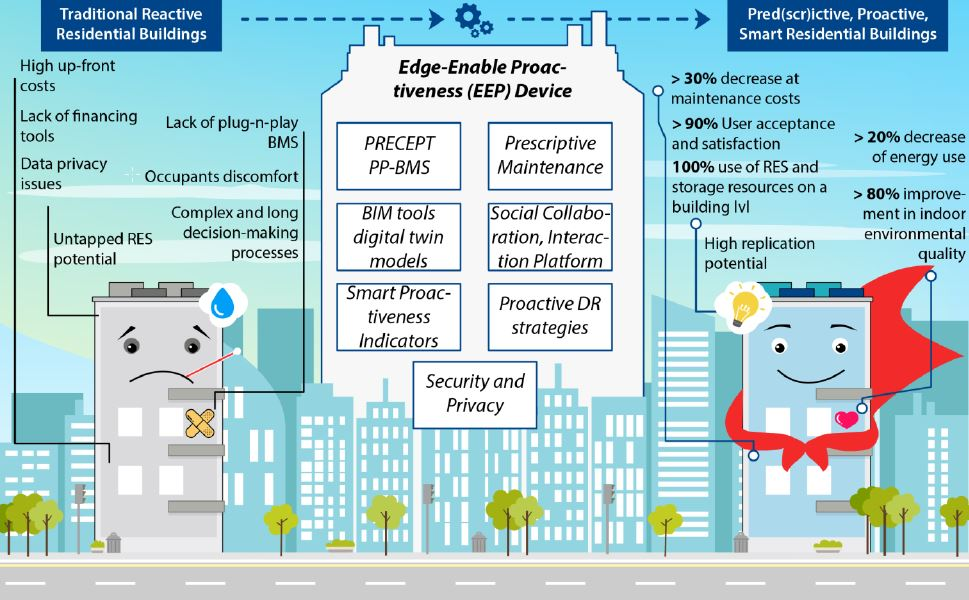 Traditional Reactive
Residential Buildings
Pred(scr)ictive, Proactive,
Smart Residential Buildings
High up-front
costs
Lack of financing
tools
Data privacy
issues
Untapped RES
potential
Lack of plug-n-play
BMS
Occupants discomfort
Complex and long
decision-making
processes
Edge-Enable Proac-
tiveness (EEP) Device
PRECEPT
PP-BMS
Prescriptive
Maintenance
BIM tools
digital twin
models
Social Collabo-
ration, Interac-
tion Platform
Smart Proac-
tiveness
Indicators
Proactive DR
strategies
Security and
Privacy
> 30% decrease at
maintenance costs
> 90% User acceptance
and satisfaction
100% use of RES and
storage resources on a
building lvl
High replication
potential
> 20% decrease
of energy use
> 80% improve-
ment in indoor
environmental
quality